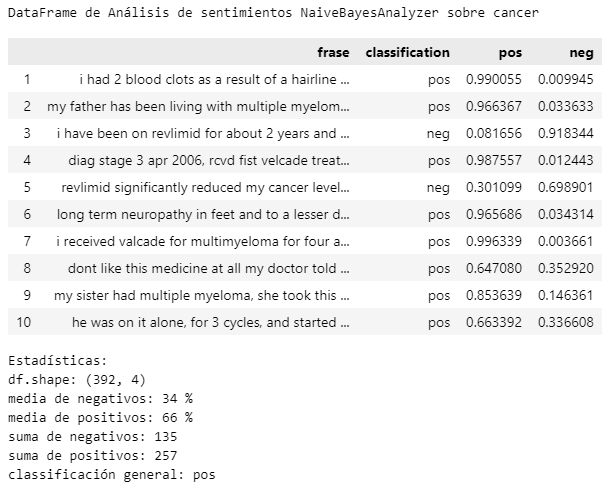 DataFrame de Análisis de sentimientos NaiveBayesAnalyzer sobre cancer
frase classification pos neg
1 i had 2 blood clots as a result of a hairline ... pos 0.990055 0.009945
2 my father has been living with multiple myelom... pos 0.966367 0.033633
3 i have been on revlimid for about 2 years and ... neg 0.081656 0.918344
4 diag stage 3 apr 2006, rcvd fist velcade treat... pos 0.987557 0.012443
5 revlimid significantly reduced my cancer level... neg 0.301099 0.698901
6 long term neuropathy in feet and to a lesser d... pos 0.965686 0.034314
7 i received valcade for multimyeloma for four a... pos 0.996339 0.003661
8 dont like this medicine at all my doctor told ... pos 0.647080 0.352920
9 my sister had multiple myeloma, she took this ... pos 0.853639 0.146361
10 he was on it alone, for 3 cycles, and started ... pos 0.663392 0.336608
Estadísticas:
df.shape: (392, 4)
media de negativos: 34 %
media de positivos: 66 %
suma de negativos: 135
suma de positivos: 257
classificación general: pos